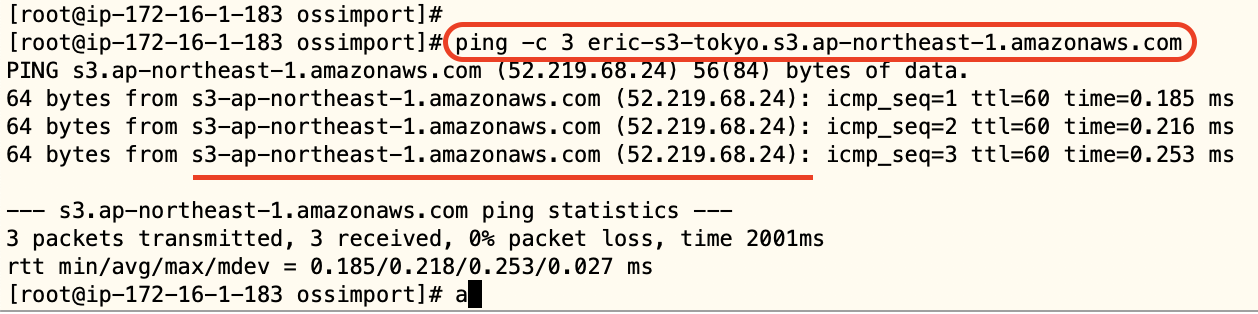 [root@ip-172-16-1-183 ossimport]#
[root@ip-172-16-1-183 ossimport]# ping -c 3 eric-s3-tokyo.s3.ap-northeast-1.amazonaws.com
PING s3.ap-northeast-1.amazonaws.com (52.219.68.24) 56(84) bytes of data.
64 bytes from s3-ap-northeast-1.amazonaws.com (52.219.68.24): icmp_seq=1 ttl=60 time=0.185 ms
64 bytes from s3-ap-northeast-1.amazonaws.com (52.219.68.24): icmp_seq=2 ttl=60 time=0.216 ms
64 bytes from s3-ap-northeast-1.amazonaws.com (52.219.68.24): icmp_seq=3 ttl=60 time=0.253 ms
--- s3.ap-northeast-1.amazonaws.com ping statistics ---
3 packets transmitted, 3 received, 0% packet loss, time 2001ms
rtt min/avg/max/mdev = 0.185/0.218/0.253/0.027 ms
[root@ip-172-16-1-183 ossimport]# a